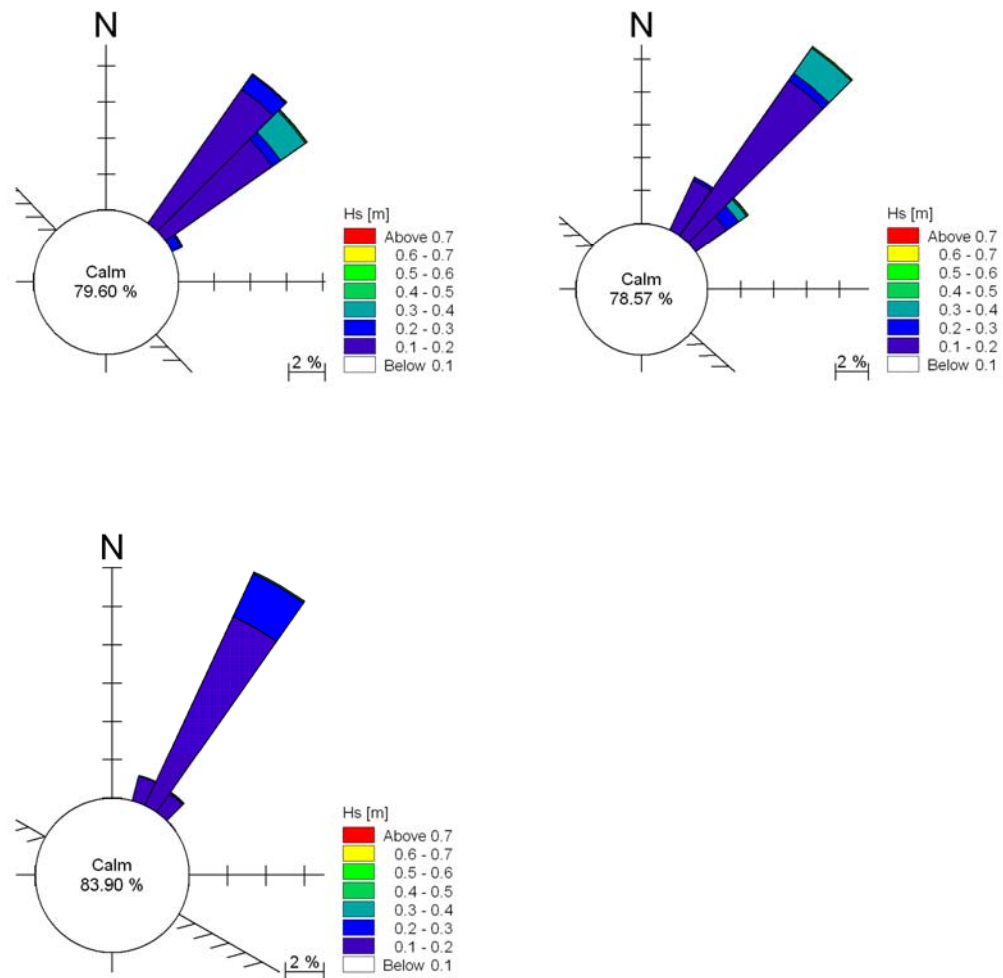 N
Calm
79.60 %
2 %
Hs [m]
Above 0.7
0.6 - 0.7
0.5 - 0.6
0.4 - 0.5
0.3 - 0.4
0.2 - 0.3
0.1 - 0.2
Below 0.1
N
Calm
78.57 %
2 %
Hs [m]
Above 0.7
0.6 - 0.7
0.5 - 0.6
0.4 - 0.5
0.3 - 0.4
0.2 - 0.3
0.1 - 0.2
Below 0.1
N
Calm
83.90 %
2 %
Hs [m]
Above 0.7
0.6 - 0.7
0.5 - 0.6
0.4 - 0.5
0.3 - 0.4
0.2 - 0.3
0.1 - 0.2
Below 0.1